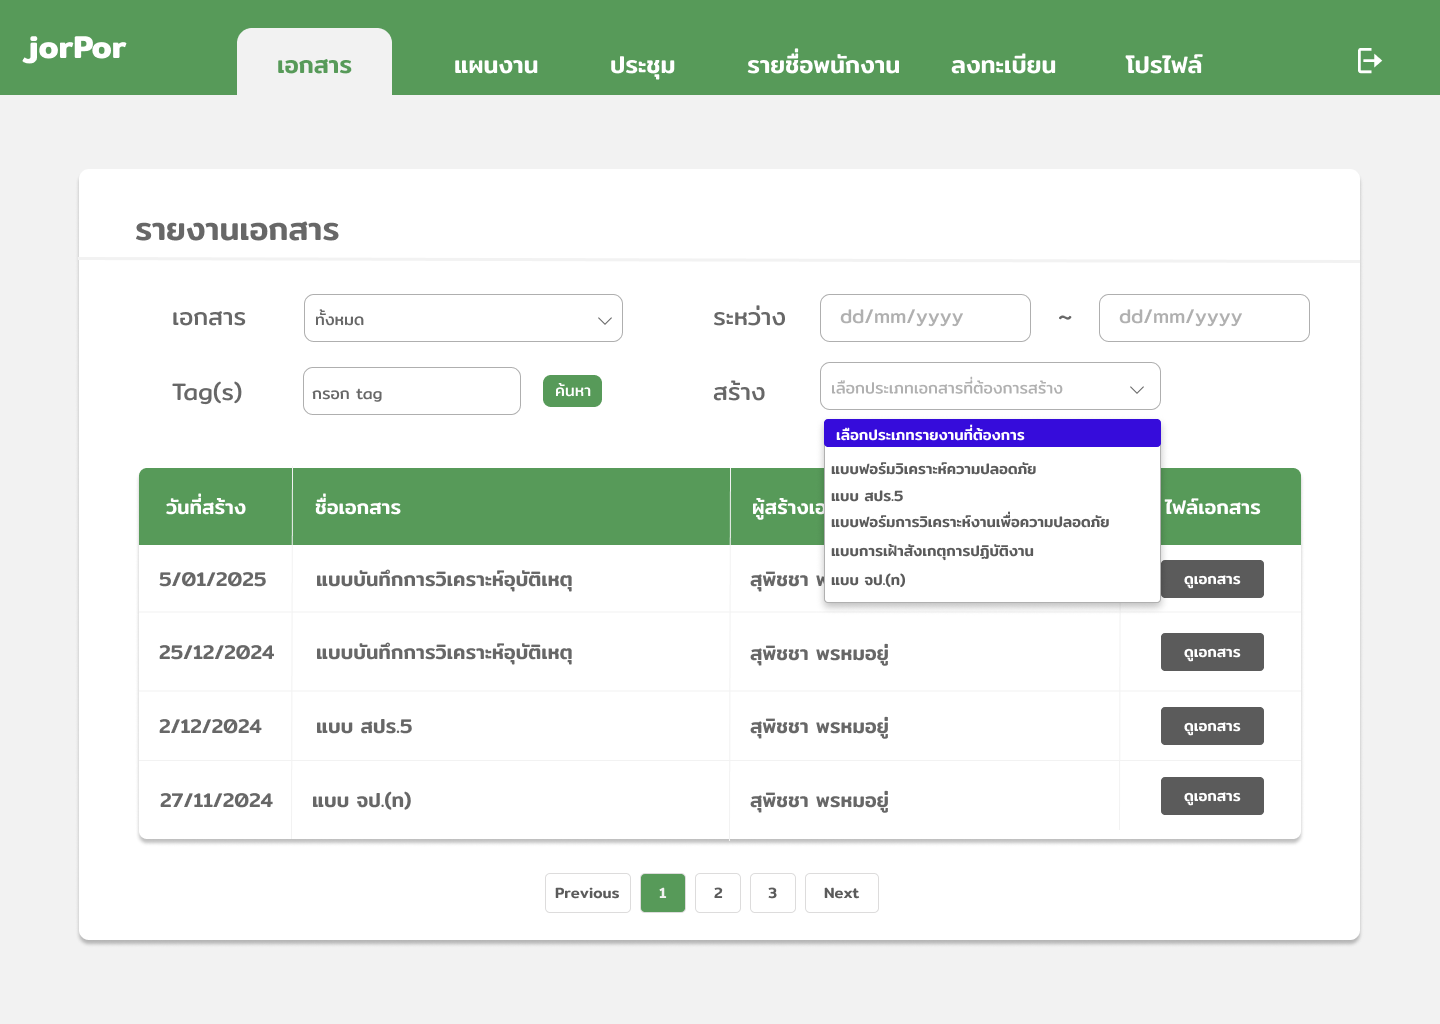 jorPor
เอกสาร แผนงาน ประชุม รายชื่อพนักงาน ลงทะเบียน โปรไฟล์
รายงานเอกสาร
เอกสาร ทั้งหมด ระหว่าง dd/mm/yyyy ~ dd/mm/yyyy
Tag(s) กรอก tag ค้นหา สร้าง เลือกประเภทเอกสารที่ต้องการสร้าง
เลือกประเภทรายงานที่ต้องการ
แบบฟอร์มวิเคราะห์ความปลอดภัย
แบบ สปร.5
แบบฟอร์มการวิเคราะห์งานเพื่อความปลอดภัย
แบบการเฝ้าสังเกตุการปฏิบัติงาน
แบบ จป.(ท)
วันที่สร้าง ชื่อเอกสาร ผู้สร้างเอ ไฟล์เอกสาร
5/01/2025 แบบบันทึกการวิเคราะห์อุบัติเหตุ สุพิชชา พ ดูเอกสาร
25/12/2024 แบบบันทึกการวิเคราะห์อุบัติเหตุ สุพิชชา พรหมอยู่ ดูเอกสาร
2/12/2024 แบบ สปร.5 สุพิชชา พรหมอยู่ ดูเอกสาร
27/11/2024 แบบ จป.(ท) สุพิชชา พรหมอยู่ ดูเอกสาร
Previous 1 2 3 Next